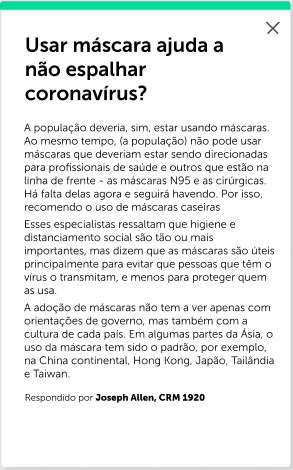 Usar máscara ajuda a
não espalhar
coronavírus?
A população deveria, sim, estar usando máscaras.
Ao mesmo tempo, (a população) não pode usar
máscaras que deveriam estar sendo direcionadas
para profissionais de saúde e outros que estão na
linha de frente - as máscaras N95 e as cirúrgicas.
Há falta delas agora e seguirá havendo. Por isso,
recomendo o uso de máscaras caseiras
Esses especialistas ressaltam que higiene e
distanciamento social são tão ou mais
importantes, mas dizem que as máscaras são úteis
principalmente para evitar que pessoas que têm o
vírus o transmitam, e menos para proteger quem
as usa.
A adoção de máscaras não tem a ver apenas com
orientações de governo, mas também com a
cultura de cada país. Em algumas partes da Ásia, o
uso da máscara tem sido o padrão, por exemplo,
na China continental, Hong Kong, Japão, Tailândia
e Taiwan.
Respondido por Joseph Allen, CRM 1920